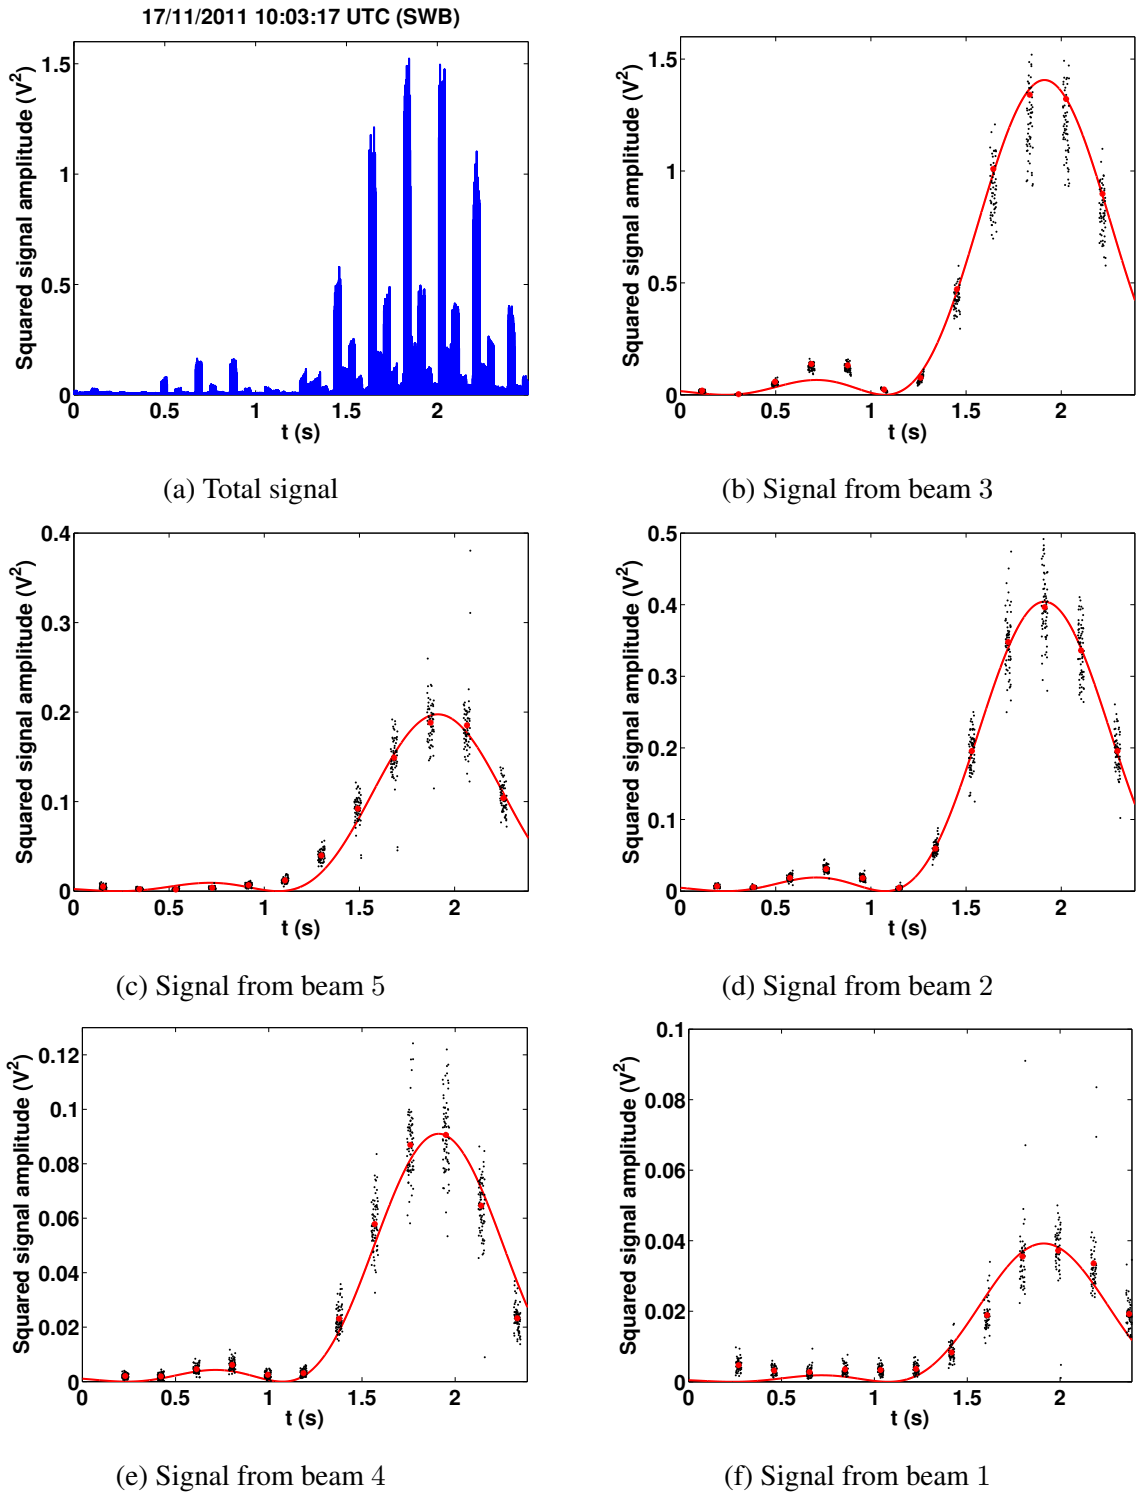 17/11/2011 10:03:17 UTC (SWB)
Squared signal amplitude (V²)
1.5
1
0.5
0
0 0.5 1 1.5 2
t (s)
(a) Total signal
Squared signal amplitude (V²)
1.5
1
0.5
0
0 0.5 1 1.5 2
t (s)
(b) Signal from beam 3
Squared signal amplitude (V²)
0.4
0.3
0.2
0.1
0
0 0.5 1 1.5 2
t (s)
(c) Signal from beam 5
Squared signal amplitude (V²)
0.5
0.4
0.3
0.2
0.1
0
0 0.5 1 1.5 2
t (s)
(d) Signal from beam 2
Squared signal amplitude (V²)
0.12
0.1
0.08
0.06
0.04
0.02
0
0 0.5 1 1.5 2
t (s)
(e) Signal from beam 4
Squared signal amplitude (V²)
0.1
0.08
0.06
0.04
0.02
0
0 0.5 1 1.5 2
t (s)
(f) Signal from beam 1